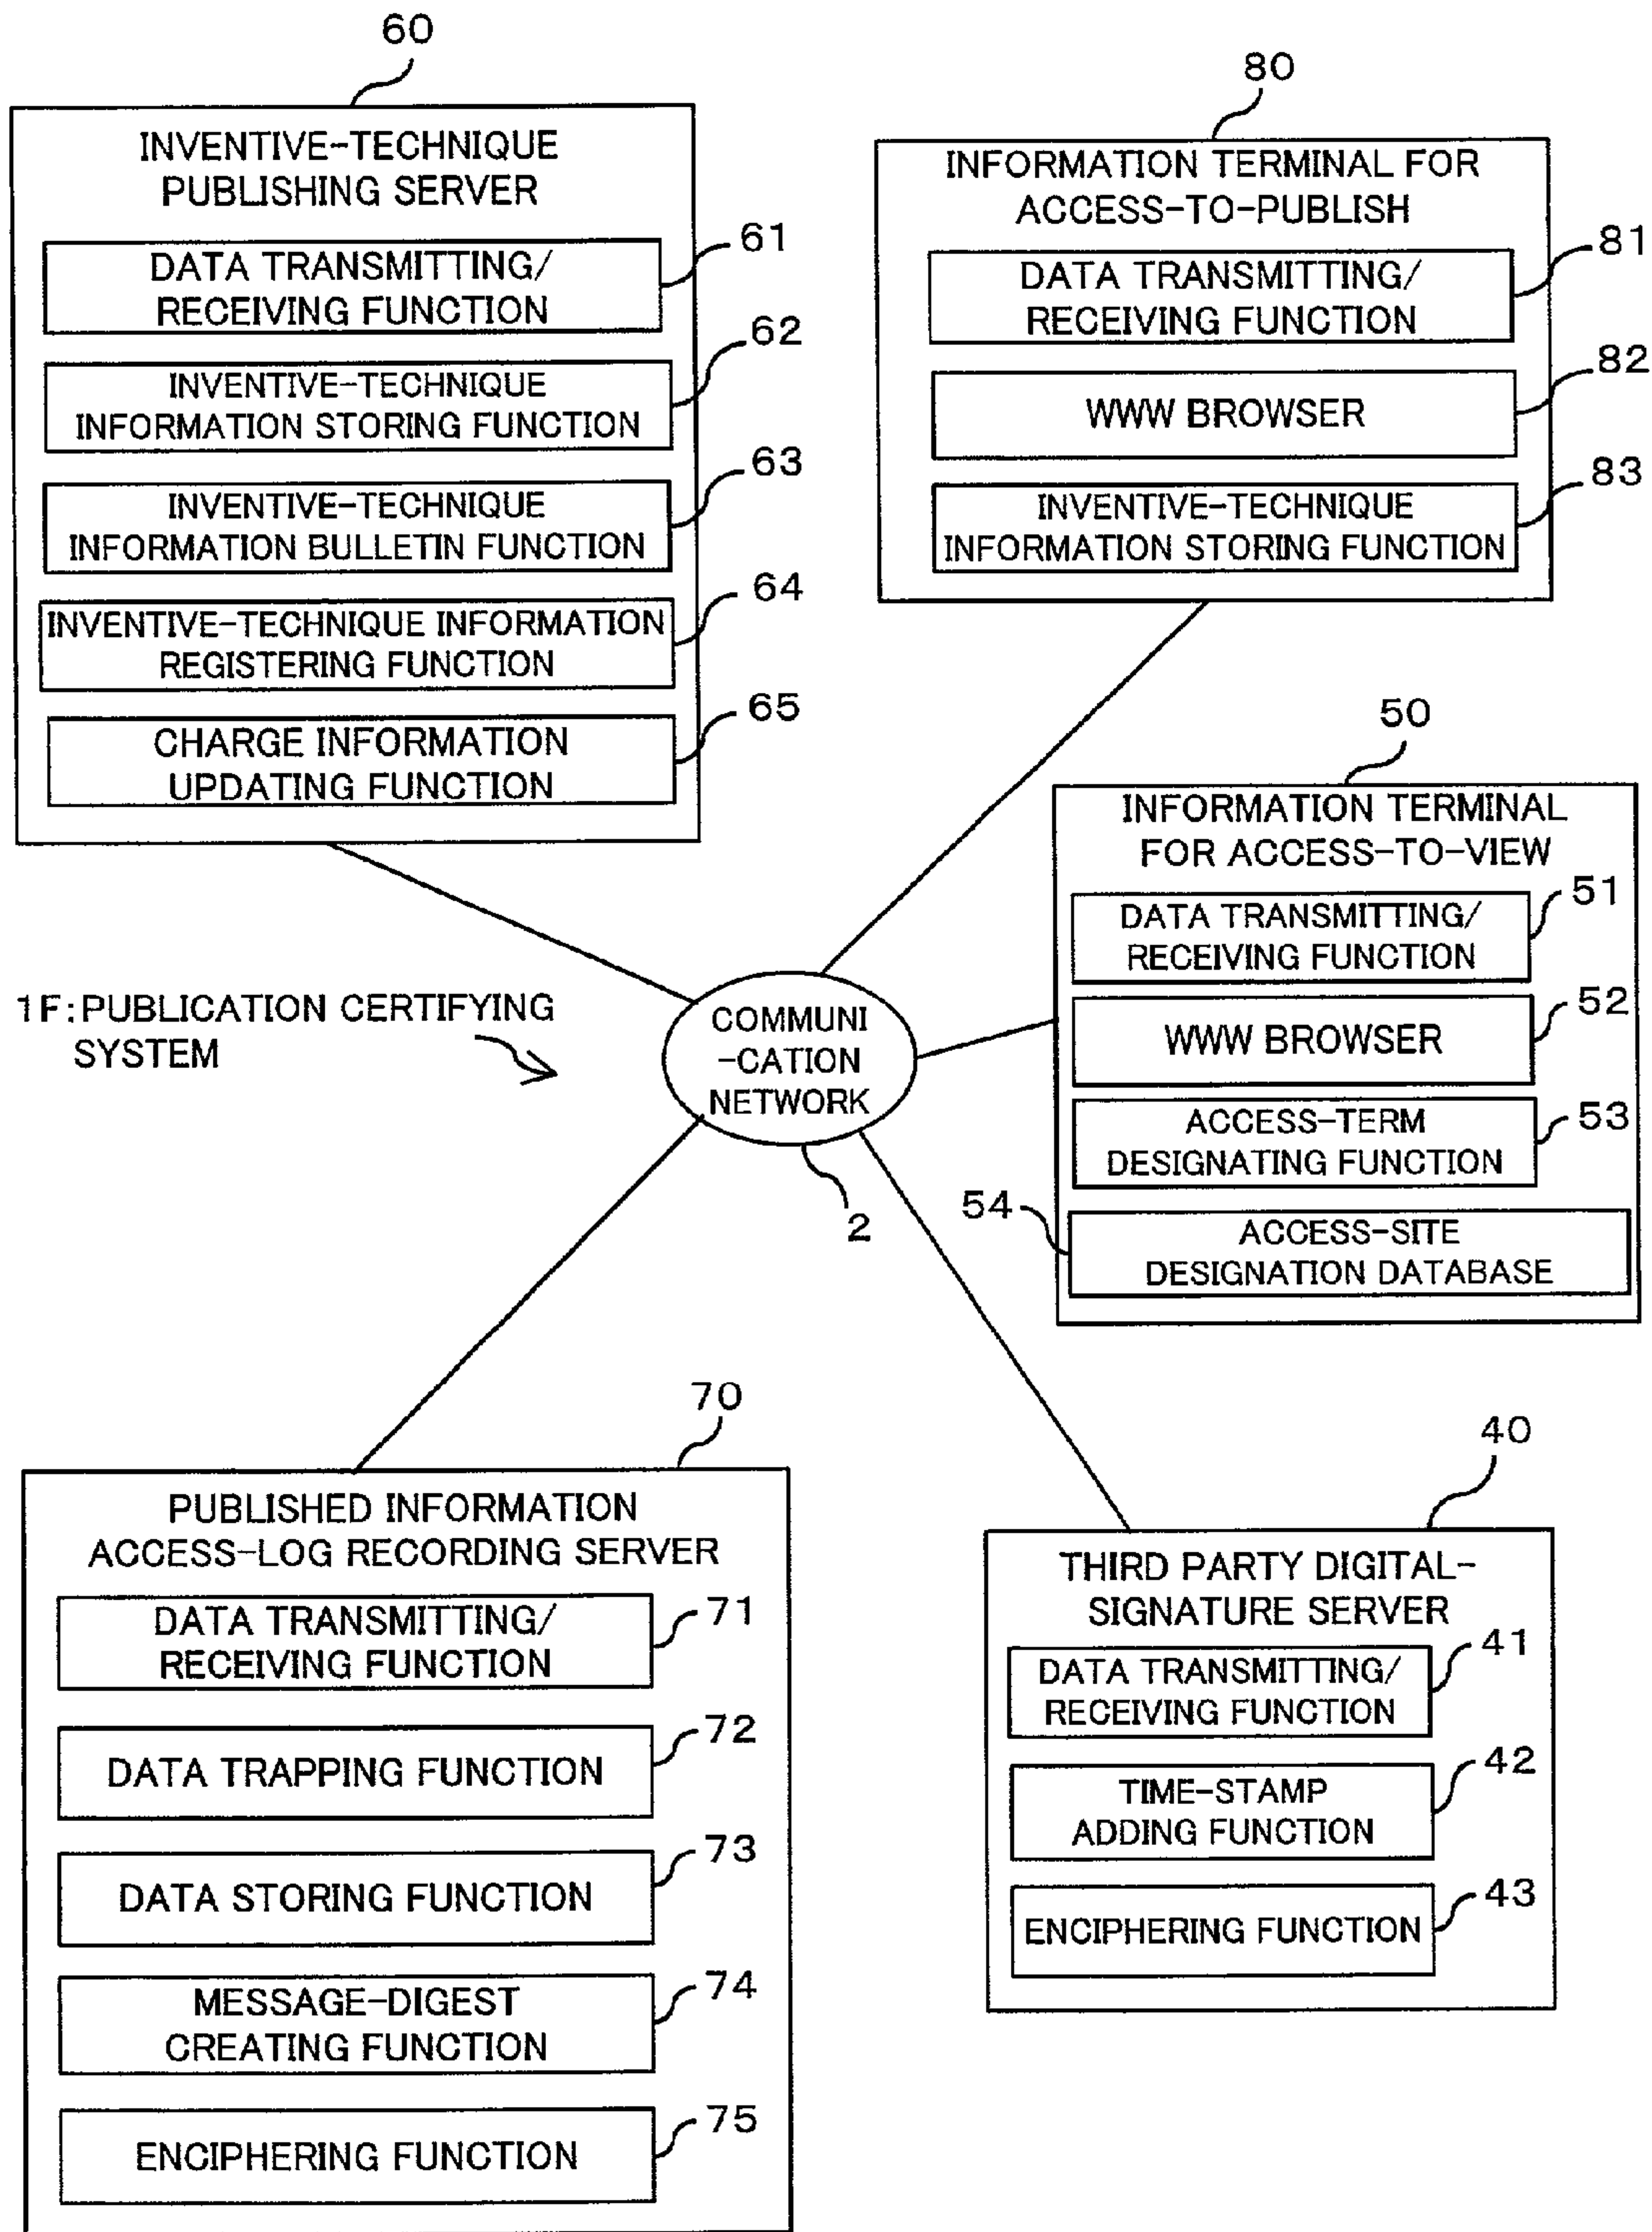 60
INVENTIVE-TECHNIQUE
PUBLISHING SERVER
DATA TRANSMITTING/
RECEIVING FUNCTION
61
INVENTIVE-TECHNIQUE
INFORMATION STORING FUNCTION
62
INVENTIVE-TECHNIQUE
INFORMATION BULLETIN FUNCTION
63
INVENTIVE-TECHNIQUE INFORMATION
REGISTERING FUNCTION
64
CHARGE INFORMATION
UPDATING FUNCTION
65
80
INFORMATION TERMINAL FOR
ACCESS-TO-PUBLISH
DATA TRANSMITTING/
RECEIVING FUNCTION
81
WWW BROWSER
82
INVENTIVE-TECHNIQUE
INFORMATION STORING FUNCTION
83
50
INFORMATION TERMINAL
FOR ACCESS-TO-VIEW
DATA TRANSMITTING/
RECEIVING FUNCTION
51
WWW BROWSER
52
ACCESS-TERM
DESIGNATING FUNCTION
53
54
ACCESS-SITE
DESIGNATION DATABASE
1F:PUBLICATION CERTIFYING
SYSTEM
COMMUNI
-CATION
NETWORK
2
70
PUBLISHED INFORMATION
ACCESS-LOG RECORDING SERVER
DATA TRANSMITTING/
RECEIVING FUNCTION
71
DATA TRAPPING FUNCTION
72
DATA STORING FUNCTION
73
MESSAGE-DIGEST
CREATING FUNCTION
74
ENCIPHERING FUNCTION
75
40
THIRD PARTY DIGITAL-
SIGNATURE SERVER
DATA TRANSMITTING/
RECEIVING FUNCTION
41
TIME-STAMP
ADDING FUNCTION
42
ENCIPHERING FUNCTION
43